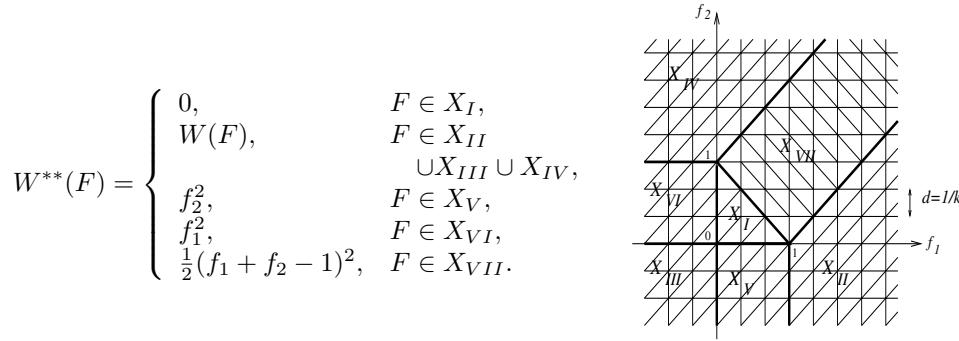 W**(F) = { 0, F ∈ X_I,
W(F), F ∈ X_{II}
∪X_{III} ∪ X_{IV},
f_2^2, F ∈ X_V,
f_1^2, F ∈ X_{VI},
\frac{1}{2}(f_1 + f_2 − 1)^2, F ∈ X_{VII}.
f_2
X_{IV}
X_{VII}
1
X_{VI}
d=1/k
X_I
0
f_1
1
X_{III}
X_V
X_{II}